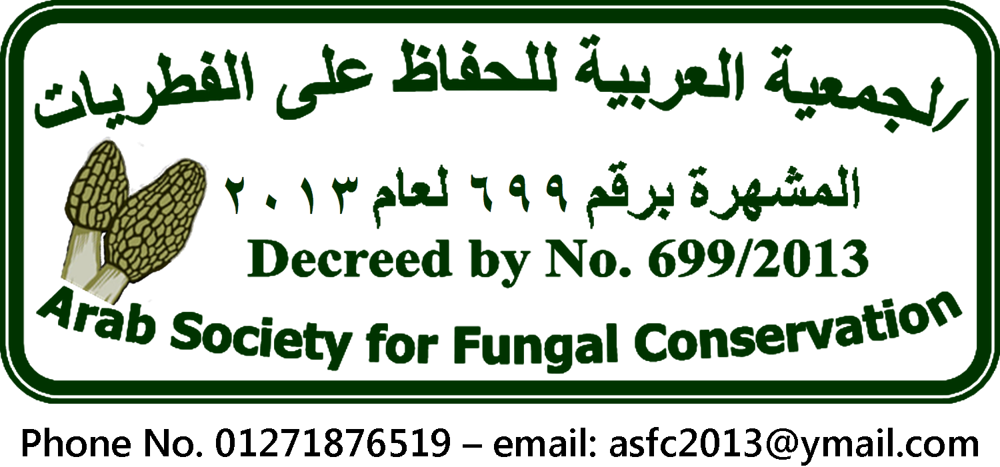 الجمعية العربية للحفاظ على الفطريات
المشهرة برقم ٦٩٩ لعام ٢٠١٣
Decreed by No. 699/2013
Arab Society for Fungal Conservation
Phone No. 01271876519 – email: asfc2013@ymail.com